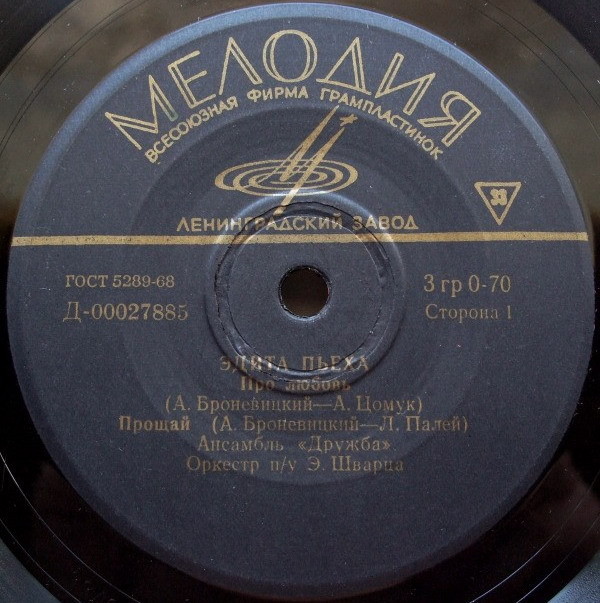 МЕЛОДИЯ
ВСЕСОЮЗНАЯ ФИРМА ГРАМПЛАСТИНОК
33
ЛЕНИНГРАДСКИЙ ЗАВОД
ГОСТ 5289-68
3 гр 0-70
Д-00027885
Сторона 1
ЭДИТА ПЬЕХА
Про любовь
(А. Броневицкий—А. Цомук)
Прощай (А. Броневицкий—Л. Палей)
Ансамбль «Дружба»
Оркестр п/у Э. Шварца